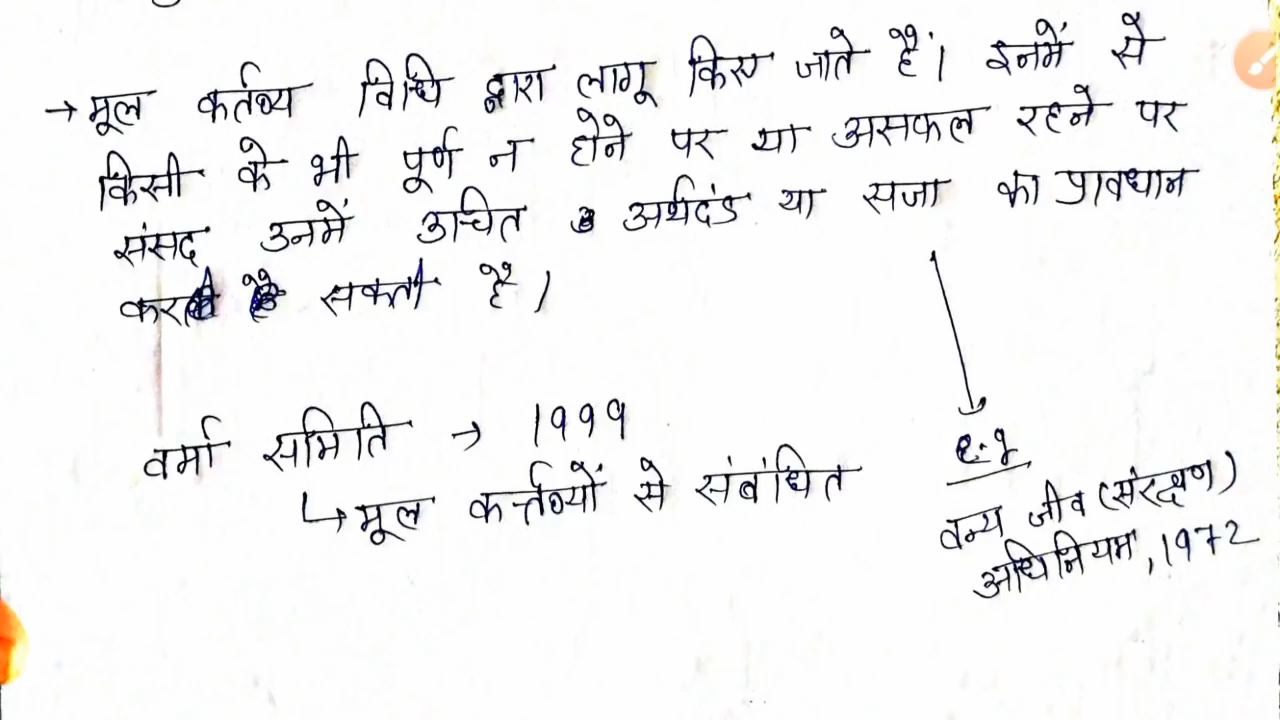 → मूल कर्तव्य विधि द्वारा लागू किए जाते हैं। इनमें से
किसी के भी पूर्ण न होने पर या असफल रहने पर
संसद उनमें उचित अर्थदंड या सजा का प्रावधान
कर सकता है।
वर्मा समिति → 1999
↳ मूल कर्त्तव्यों से संबंधित
e.g
वन्य जीव (संरक्षण)
अधिनियम, 1972